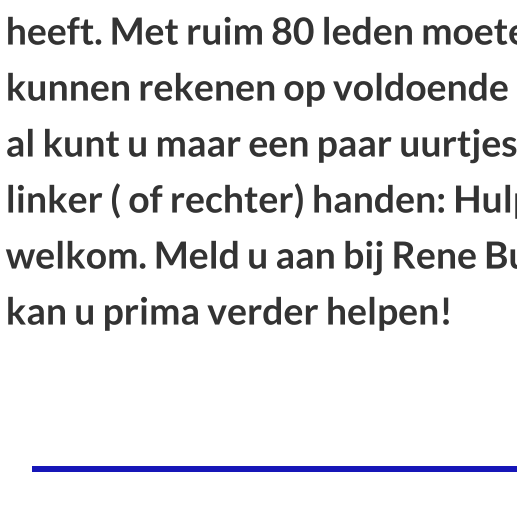 heeft. Met ruim 80 leden
kunnen rekenen op voldoende
al kunt u maar een paar uurtjes
linker ( of rechter) handen:
welkom. Meld u aan bij Rene
kan u prima verder helpen!